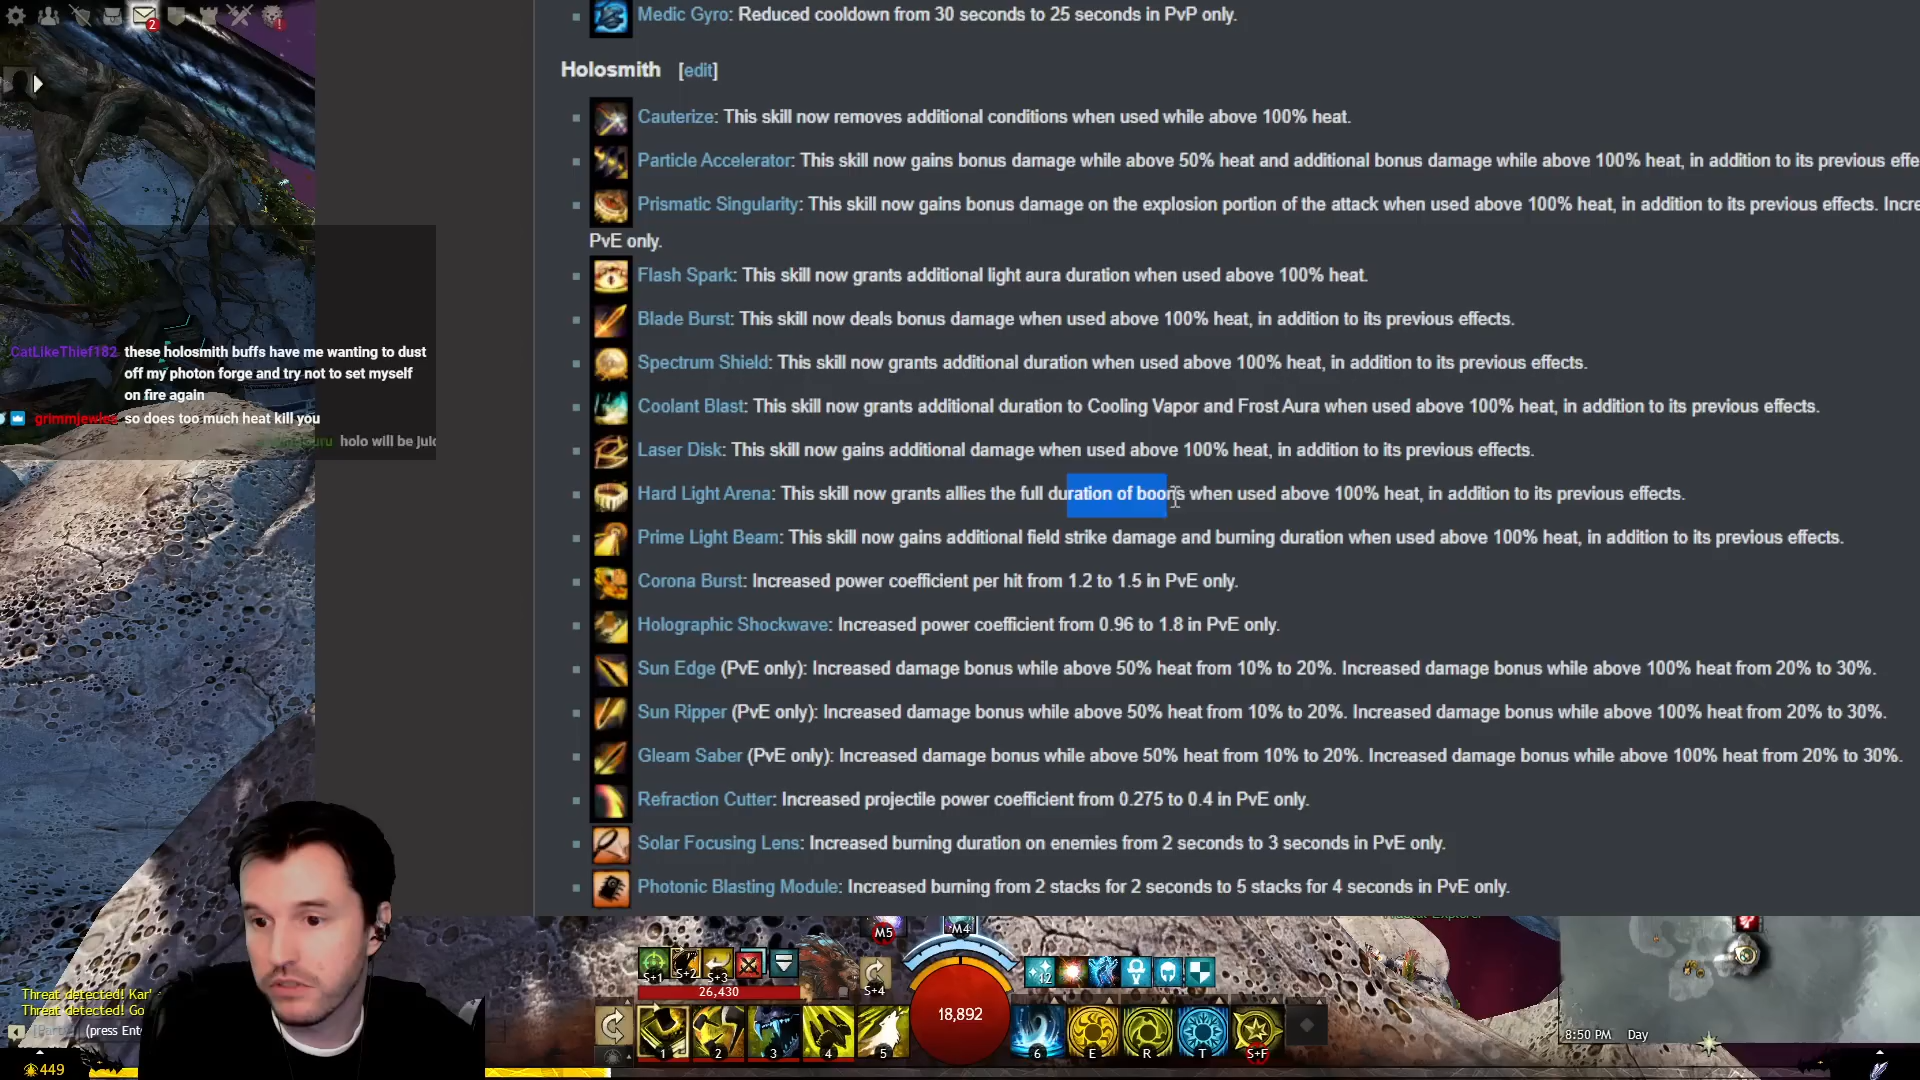 Medic Gyro: Reduced cooldown from 30 seconds to 25 seconds in PvP only.
2
Holosmith [edit]
Cauterize: This skill now removes additional conditions when used while above 100% heat.
Particle Accelerator: This skill now gains bonus damage while above 50% heat and additional bonus damage while above 100% heat, in addition to its previous effe
Prismatic Singularity: This skill now gains bonus damage on the explosion portion of the attack when used above 100% heat, in addition to its previous effects. Incre
PvE only.
Flash Spark: This skill now grants additional light aura duration when used above 100% heat.
Blade Burst: This skill now deals bonus damage when used above 100% heat, in addition to its previous effects.
Spectrum Shield: This skill now grants additional duration when used above 100% heat, in addition to its previous effects.
Coolant Blast: This skill now grants additional duration to Cooling Vapor and Frost Aura when used above 100% heat, in addition to its previous effects.
Laser Disk: This skill now gains additional damage when used above 100% heat, in addition to its previous effects.
Hard Light Arena: This skill now grants allies the full duration of boons when used above 100% heat, in addition to its previous effects.
Prime Light Beam: This skill now gains additional field strike damage and burning duration when used above 100% heat, in addition to its previous effects.
Corona Burst: Increased power coefficient per hit from 1.2 to 1.5 in PvE only.
Holographic Shockwave: Increased power coefficient from 0.96 to 1.8 in PvE only.
Sun Edge (PvE only): Increased damage bonus while above 50% heat from 10% to 20%. Increased damage bonus while above 100% heat from 20% to 30%.
Sun Ripper (PvE only): Increased damage bonus while above 50% heat from 10% to 20%. Increased damage bonus while above 100% heat from 20% to 30%.
Gleam Saber (PvE only): Increased damage bonus while above 50% heat from 10% to 20%. Increased damage bonus while above 100% heat from 20% to 30%.
Refraction Cutter: Increased projectile power coefficient from 0.275 to 0.4 in PvE only.
Solar Focusing Lens: Increased burning duration on enemies from 2 seconds to 3 seconds in PvE only.
Photonic Blasting Module: Increased burning from 2 stacks for 2 seconds to 5 stacks for 4 seconds in PvE only.
CatLikeThief182 these holosmith buffs have me wanting to dust
off my photon forge and try not to set myself
on fire again
grimmjewlee so does too much heat kill you
holo will be
Threat detected! Kar'
Threat detected! Go
(press Ent
449
M5
M4
S+1
S+2
S+3
S+4
26,430
18,892
12
1
2
3
4
5
6
E
R
T
S+F
8:50 PM Day